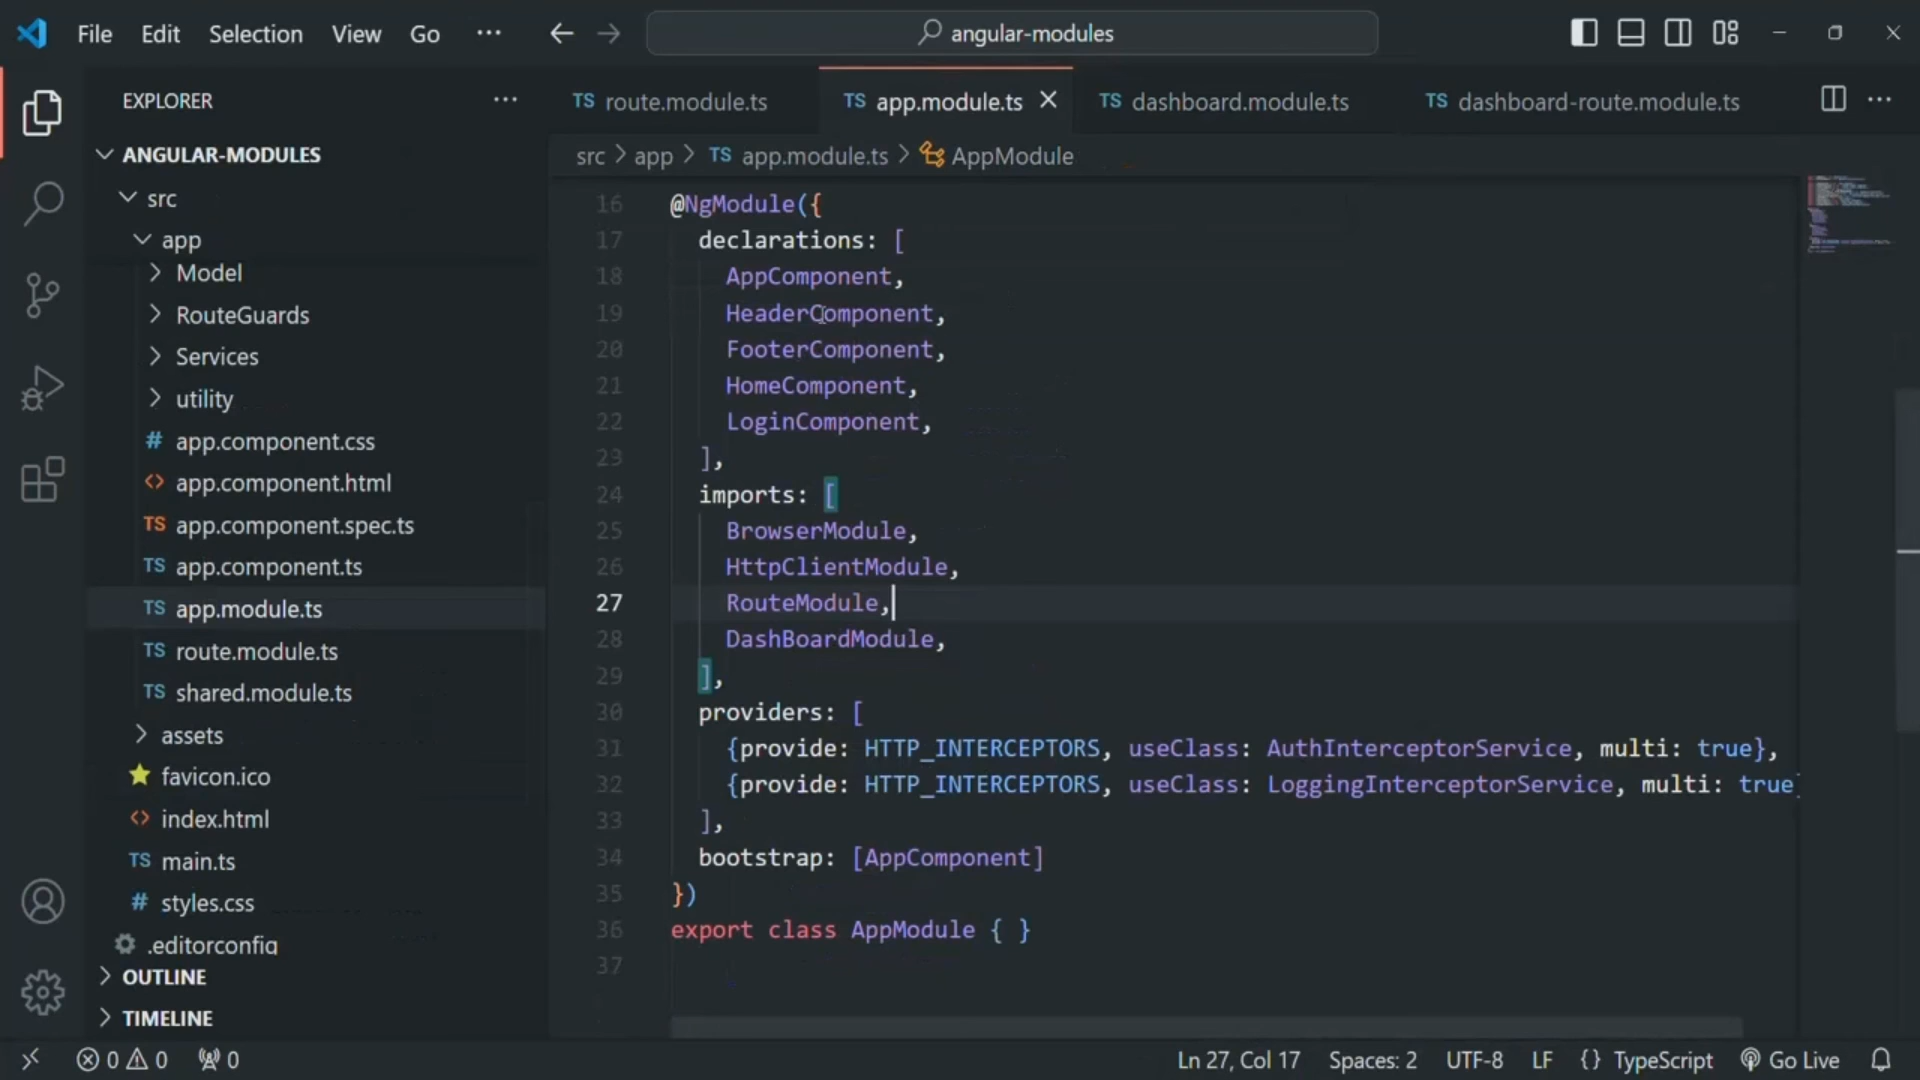 File Edit Selection View Go ··· angular-modules
EXPLORER ···
ANGULAR-MODULES
src
app
Model
RouteGuards
Services
utility
# app.component.css
<> app.component.html
TS app.component.spec.ts
TS app.component.ts
TS app.module.ts
TS route.module.ts
TS shared.module.ts
assets
favicon.ico
<> index.html
TS main.ts
# styles.css
.editorconfig
OUTLINE
TIMELINE
TS route.module.ts TS app.module.ts TS dashboard.module.ts TS dashboard-route.module.ts ···
src > app > TS app.module.ts > AppModule
16 @NgModule({
17 declarations: [
18 AppComponent,
19 HeaderComponent,
20 FooterComponent,
21 HomeComponent,
22 LoginComponent,
23 ],
24 imports: [
25 BrowserModule,
26 HttpClientModule,
27 RouteModule,
28 DashBoardModule,
29 ],
30 providers: [
31 {provide: HTTP_INTERCEPTORS, useClass: AuthInterceptorService, multi: true},
32 {provide: HTTP_INTERCEPTORS, useClass: LoggingInterceptorService, multi: true
33 ],
34 bootstrap: [AppComponent]
35 })
36 export class AppModule { }
37
0 0 0 Ln 27, Col 17 Spaces: 2 UTF-8 LF {} TypeScript Go Live